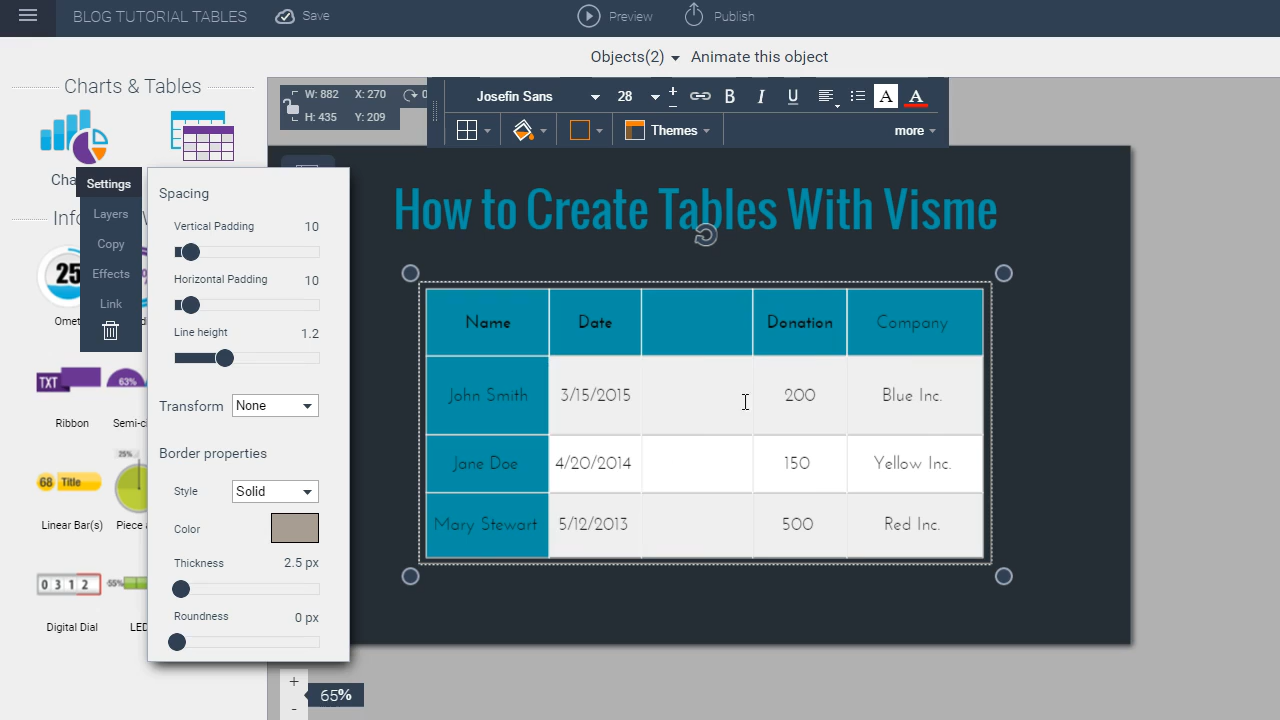 BLOG TUTORIAL TABLES
Save
Preview
Publish
Objects(2)
Animate this object
Charts & Tables
W: 882
X: 270
H: 435
Y: 209
Josefin Sans
28
B
I
U
A
A
Themes
more
Settings
Layers
Copy
Effects
Link
Spacing
Vertical Padding 10
Horizontal Padding 10
Line height 1.2
Transform None
Border properties
Style Solid
Color
Thickness 2.5 px
Roundness 0 px
25
Ribbon
TXT
63%
68 Title
25%
Linear Bar(s)
0 3 1 2
55%
Digital Dial
LED
How to Create Tables With Visme
Name Date Donation Company
John Smith 3/15/2015 200 Blue Inc.
Jane Doe 4/20/2014 150 Yellow Inc.
Mary Stewart 5/12/2013 500 Red Inc.
+
65%
-